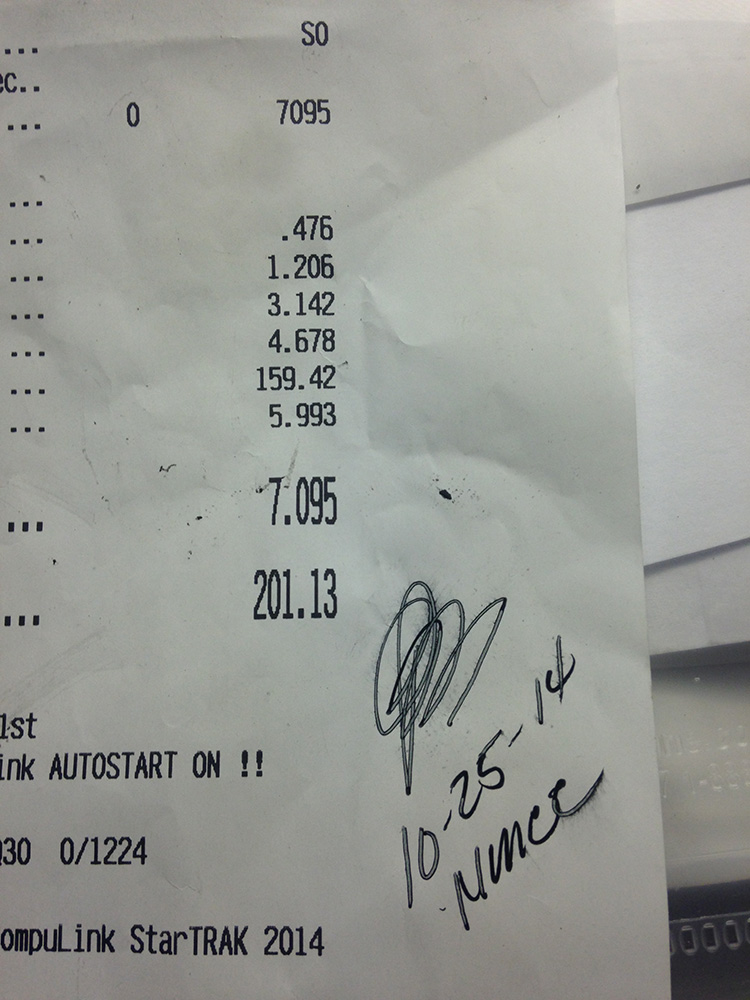 ... SO
ec..
... 0 7095
...
... .476
... 1.206
... 3.142
... 4.678
... 159.42
... 5.993
... 7.095
... 201.13
1st
ink AUTOSTART ON !!
Q30 0/1224
ompuLink StarTRAK 2014
10-25-14